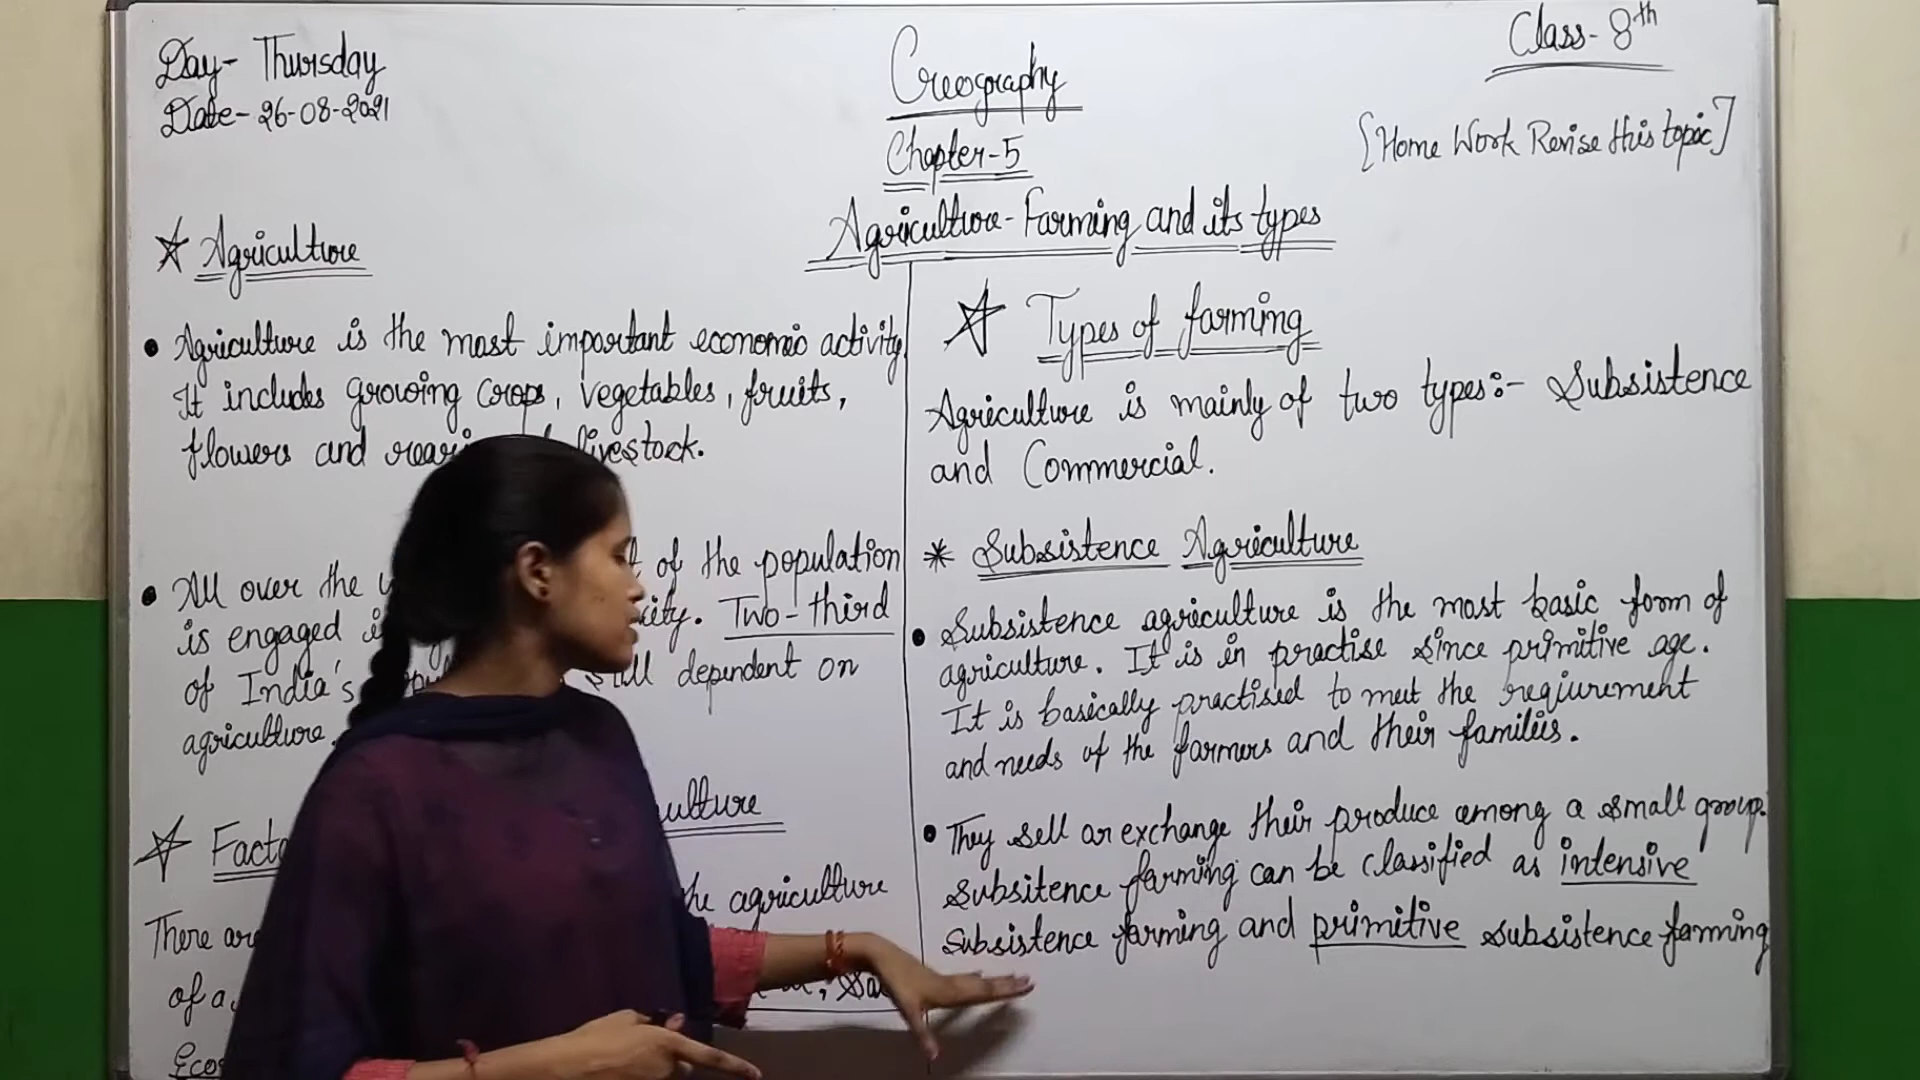 Day- Thursday
Date- 26-08-2021
Geography
Chapter-5
Agriculture- Farming and its types
Class- 8th
[Home Work Revise this topic]
☆ Agriculture
• Agriculture is the most important economic activity.
It includes growing crops, vegetables, fruits,
flowers and livestock.
• All over the of the population
is engaged Two-third
of India's still dependent on
agriculture.
☆
There are
of a
☆ Types of farming
Agriculture is mainly of two types:- Subsistence
and Commercial.
* Subsistence Agriculture
• Subsistence agriculture is the most basic form of
agriculture. It is in practise since primitive age.
It is basically practised to meet the reqiurement
and needs of the farmers and their families.
• They sell or exchange their produce among a small group.
Subsitence farming can be classified as intensive
Subsistence farming and primitive subsistence farming